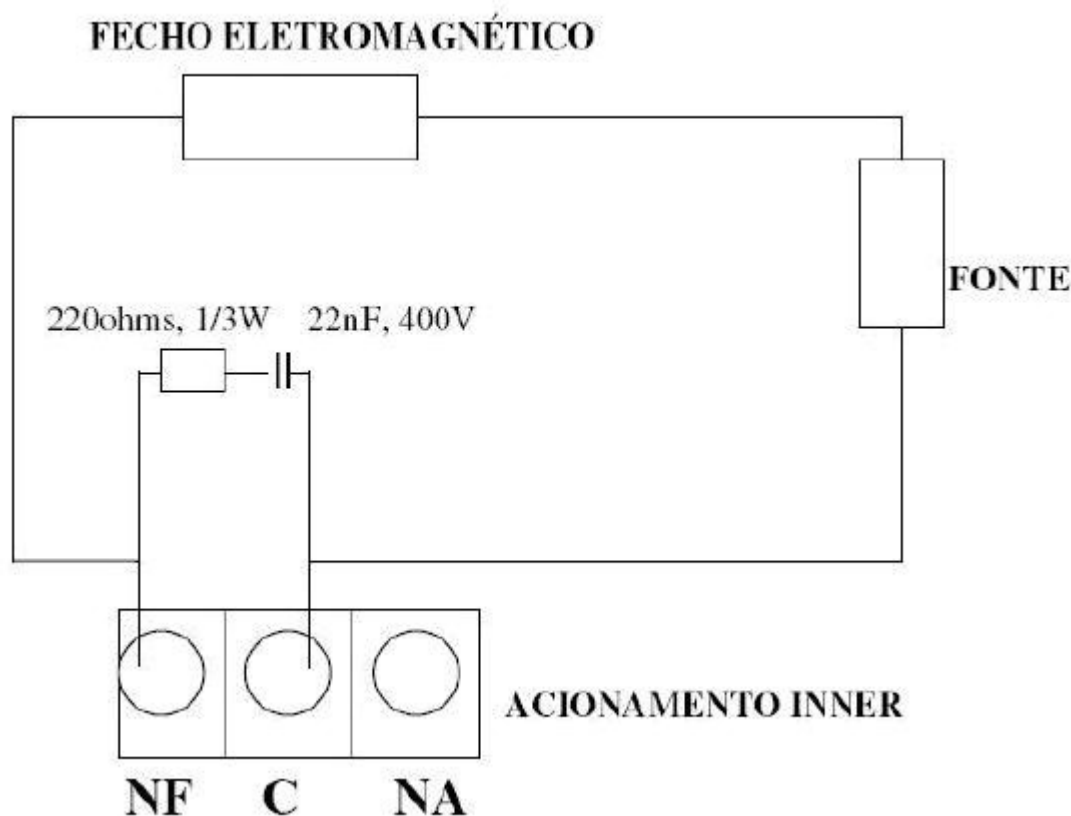 FECHO ELETROMAGNÉTICO
FONTE
220ohms, 1/3W 22nF, 400V
ACIONAMENTO INNER
NF C NA